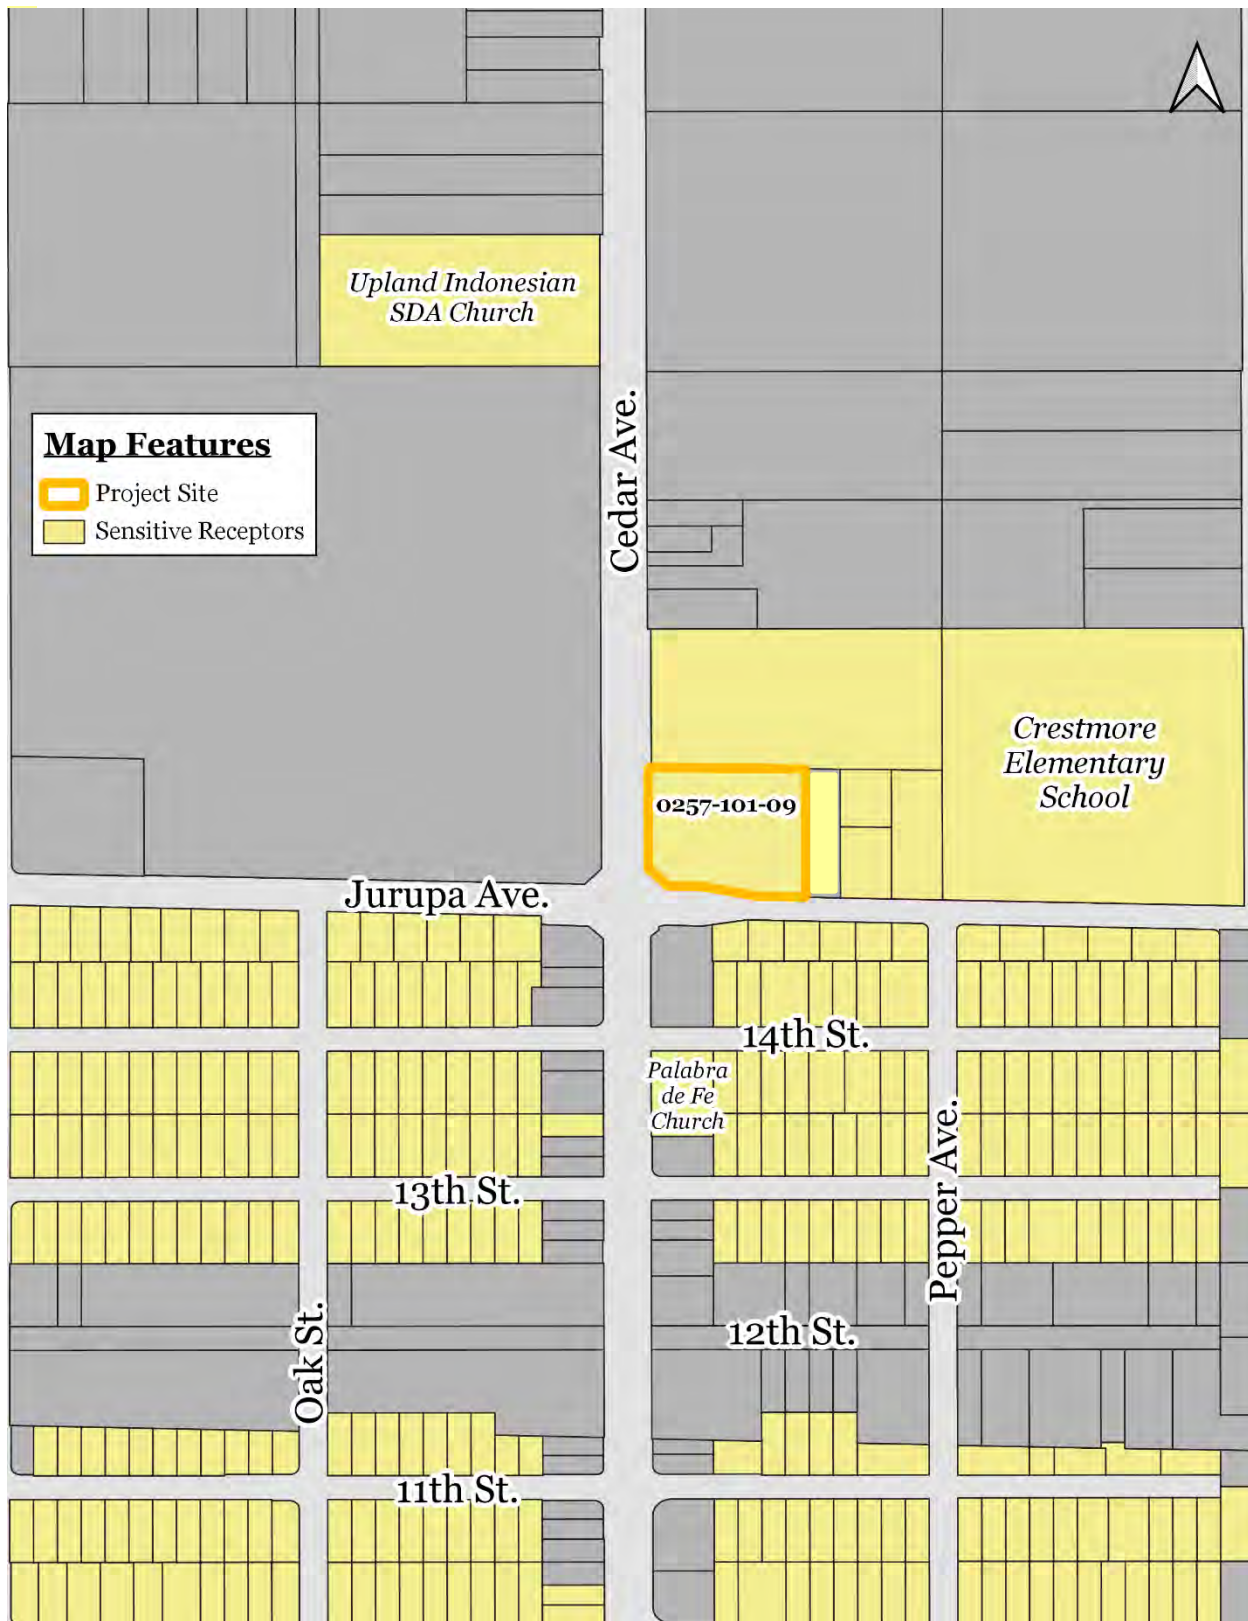 Upland Indonesian
SDA Church
Map Features
Project Site
Sensitive Receptors
Cedar Ave.
Crestmore
Elementary
School
0257-101-09
Jurupa Ave.
14th St.
Palabra
de Fe
Church
Pepper Ave.
13th St.
12th St.
Oak St.
11th St.